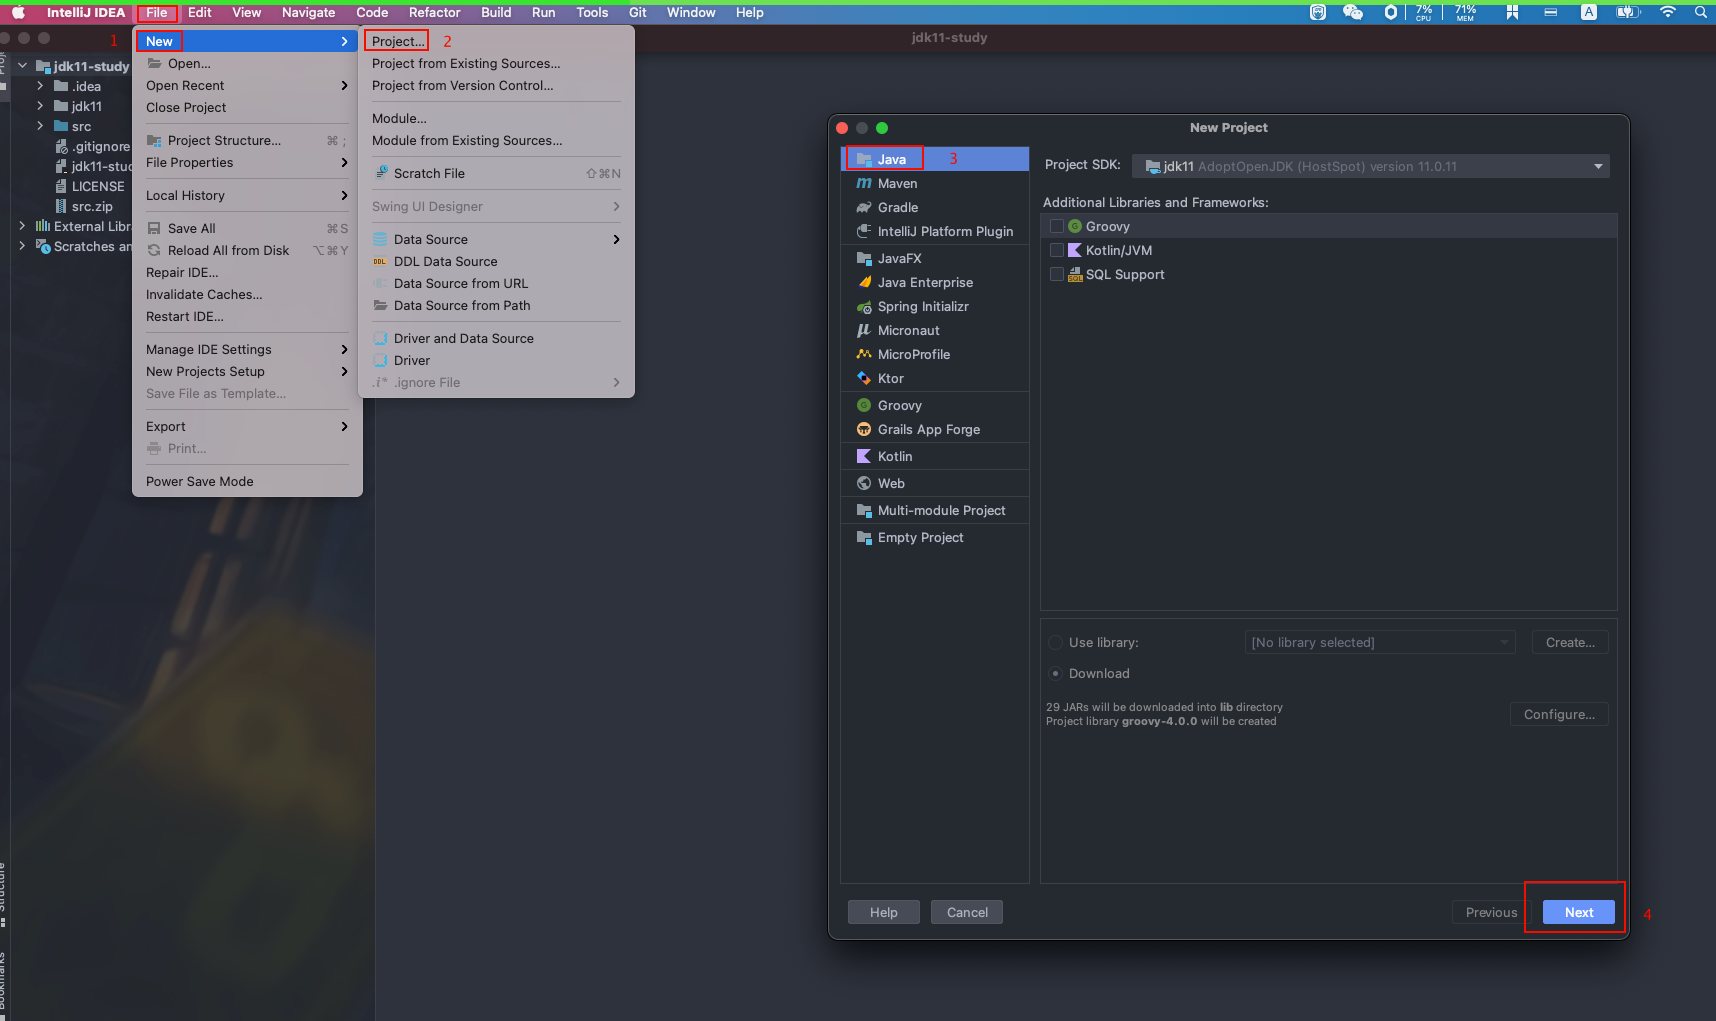 IntelliJ IDEA File Edit View Navigate Code Refactor Build Run Tools Git Window Help 7% CPU 71% MEM A
jdk11-study
1 New
Open...
Open Recent
Close Project
Project Structure... ⌘ ;
File Properties
Local History
Save All ⌘S
Reload All from Disk ⌥⌘Y
Repair IDE...
Invalidate Caches...
Restart IDE...
Manage IDE Settings
New Projects Setup
Save File as Template...
Export
Print...
Power Save Mode
Project... 2
Project from Existing Sources...
Project from Version Control...
Module...
Module from Existing Sources...
Scratch File ⇧⌘N
Swing UI Designer
Data Source
DDL Data Source
Data Source from URL
Data Source from Path
Driver and Data Source
Driver
.i* .ignore File
jdk11-study
.idea
jdk11
src
.gitignore
jdk11-stud
LICENSE
src.zip
External Libra
Scratches an
Structure
Bookmarks
New Project
Java 3
Maven
Gradle
IntelliJ Platform Plugin
JavaFX
Java Enterprise
Spring Initializr
Micronaut
MicroProfile
Ktor
Groovy
Grails App Forge
Kotlin
Web
Multi-module Project
Empty Project
Project SDK: jdk11 AdoptOpenJDK (HostSpot) version 11.0.11
Additional Libraries and Frameworks:
Groovy
Kotlin/JVM
SQL Support
Use library: [No library selected] Create...
Download
29 JARs will be downloaded into lib directory
Project library groovy-4.0.0 will be created
Configure...
Help Cancel Previous Next 4